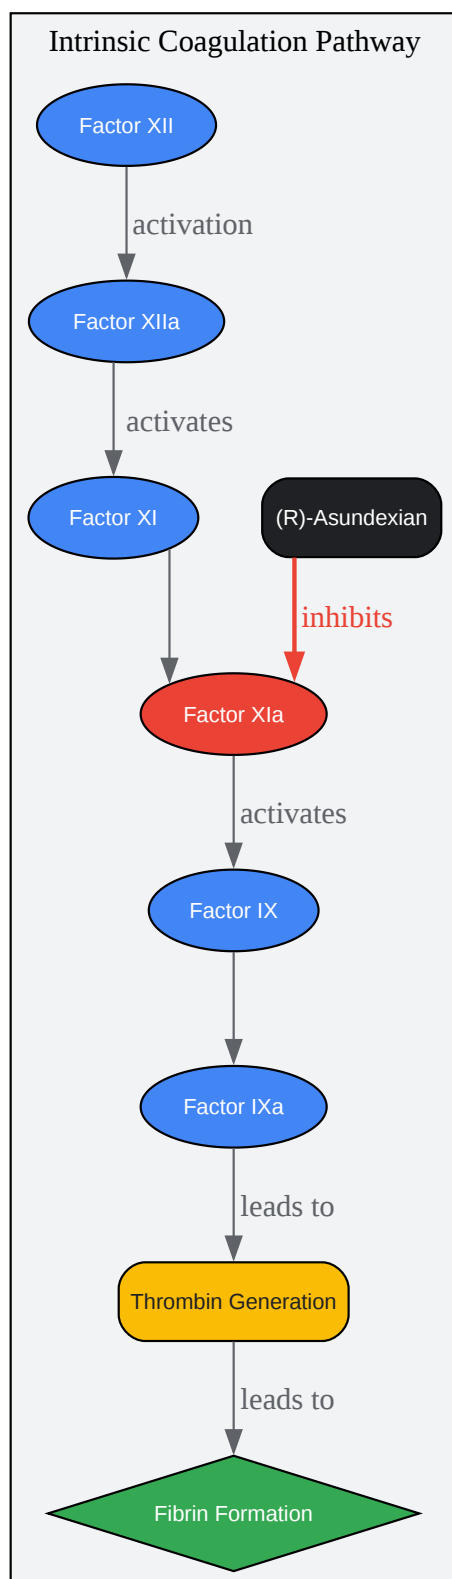 Intrinsic Coagulation Pathway
Factor XII
activation
Factor XIIa
activates
Factor XI
(R)-Asundexian
inhibits
Factor XIa
activates
Factor IX
Factor IXa
leads to
Thrombin Generation
leads to
Fibrin Formation